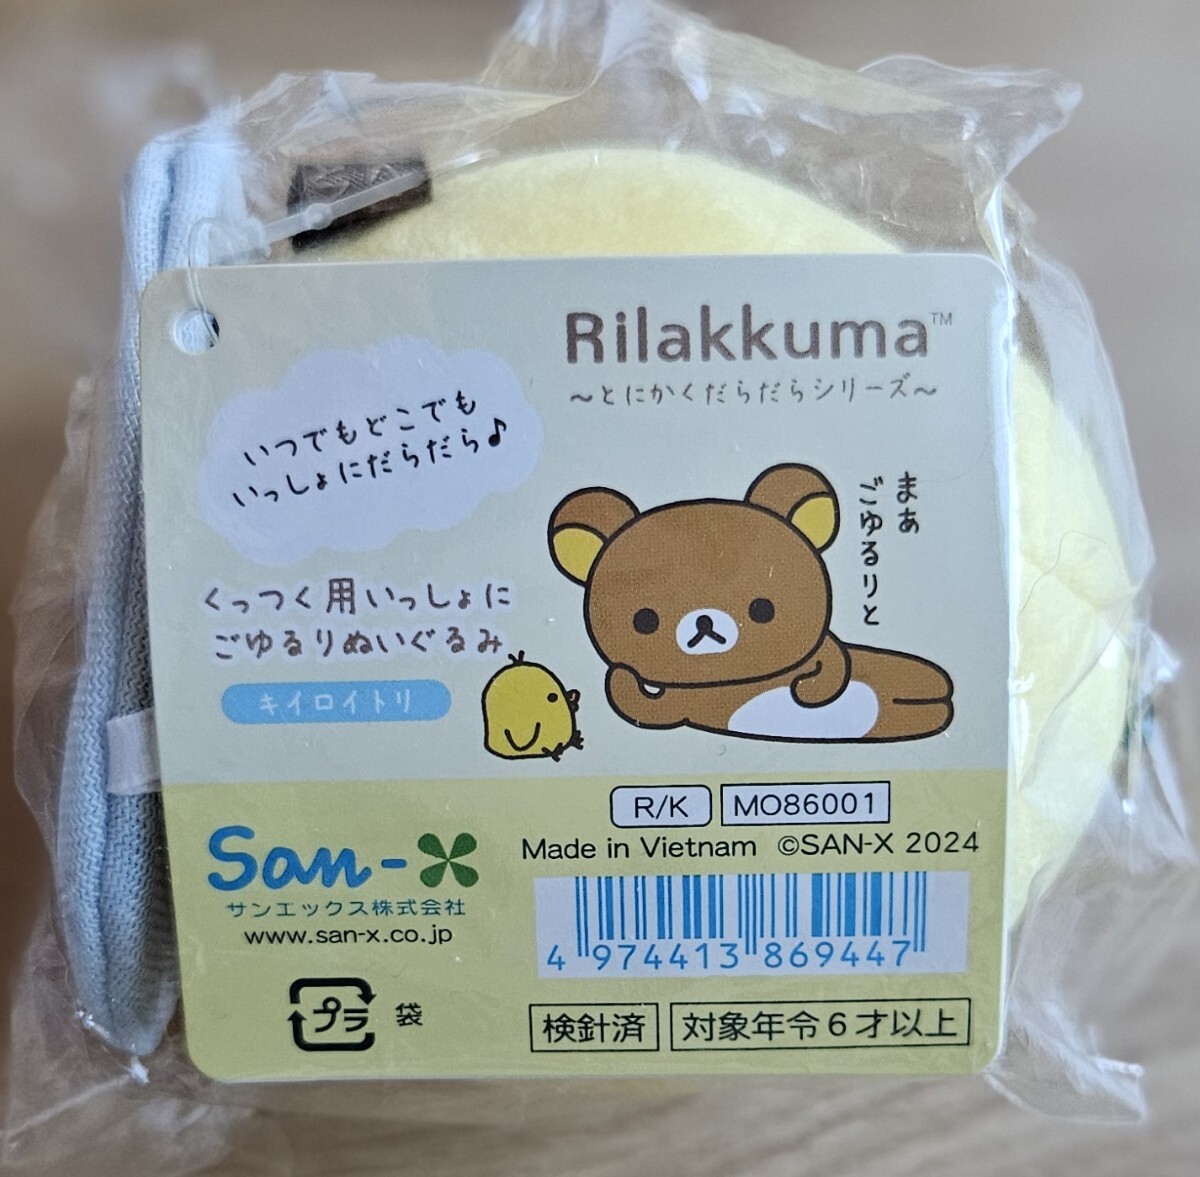 Rilakkuma™
～とにかくだらだらシリーズ～
いつでもどこでも
いっしょにだらだら♪
まあ
ごゆるりと
くっつく用いっしょに
ごゆるりぬいぐるみ
キイロイトリ
R/K MO86001
Made in Vietnam ©SAN-X 2024
San-X
サンエックス株式会社
www.san-x.co.jp
4 974413 869447
プラ 袋
検針済 対象年令6才以上